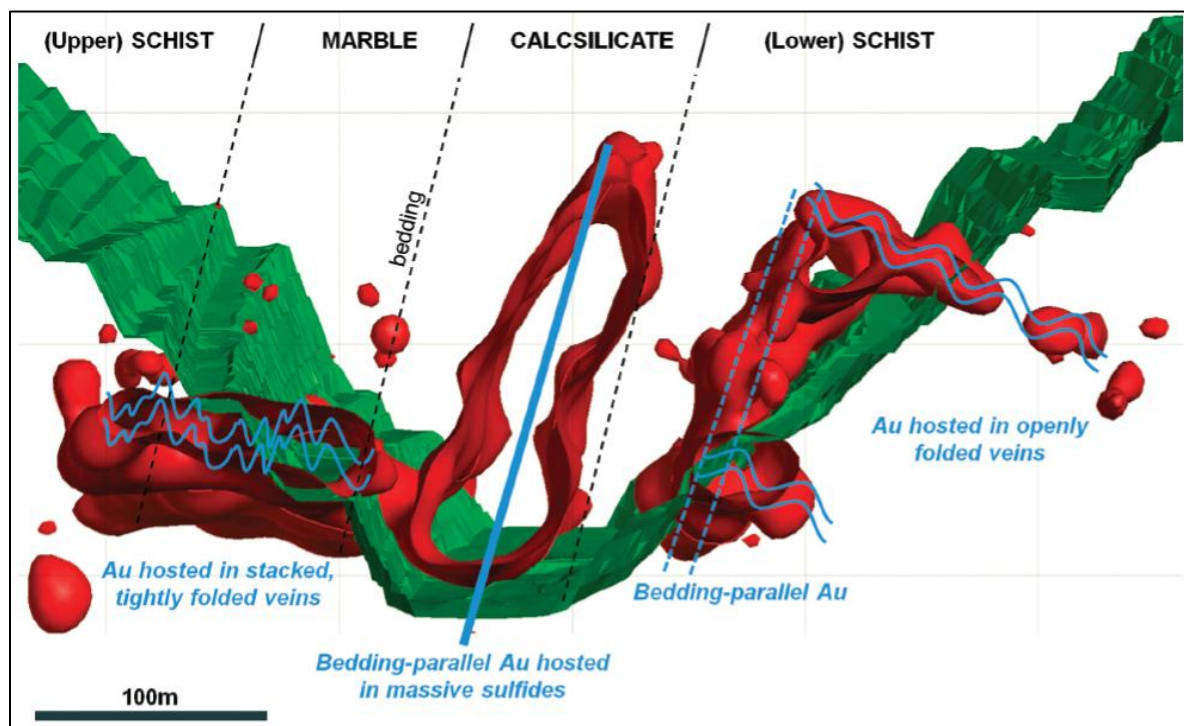 (Upper) SCHIST
MARBLE
CALCSILICATE
(Lower) SCHIST
bedding
Au hosted in stacked,
tightly folded veins
Bedding-parallel Au hosted
in massive sulfides
Bedding-parallel Au
Au hosted in openly
folded veins
100m